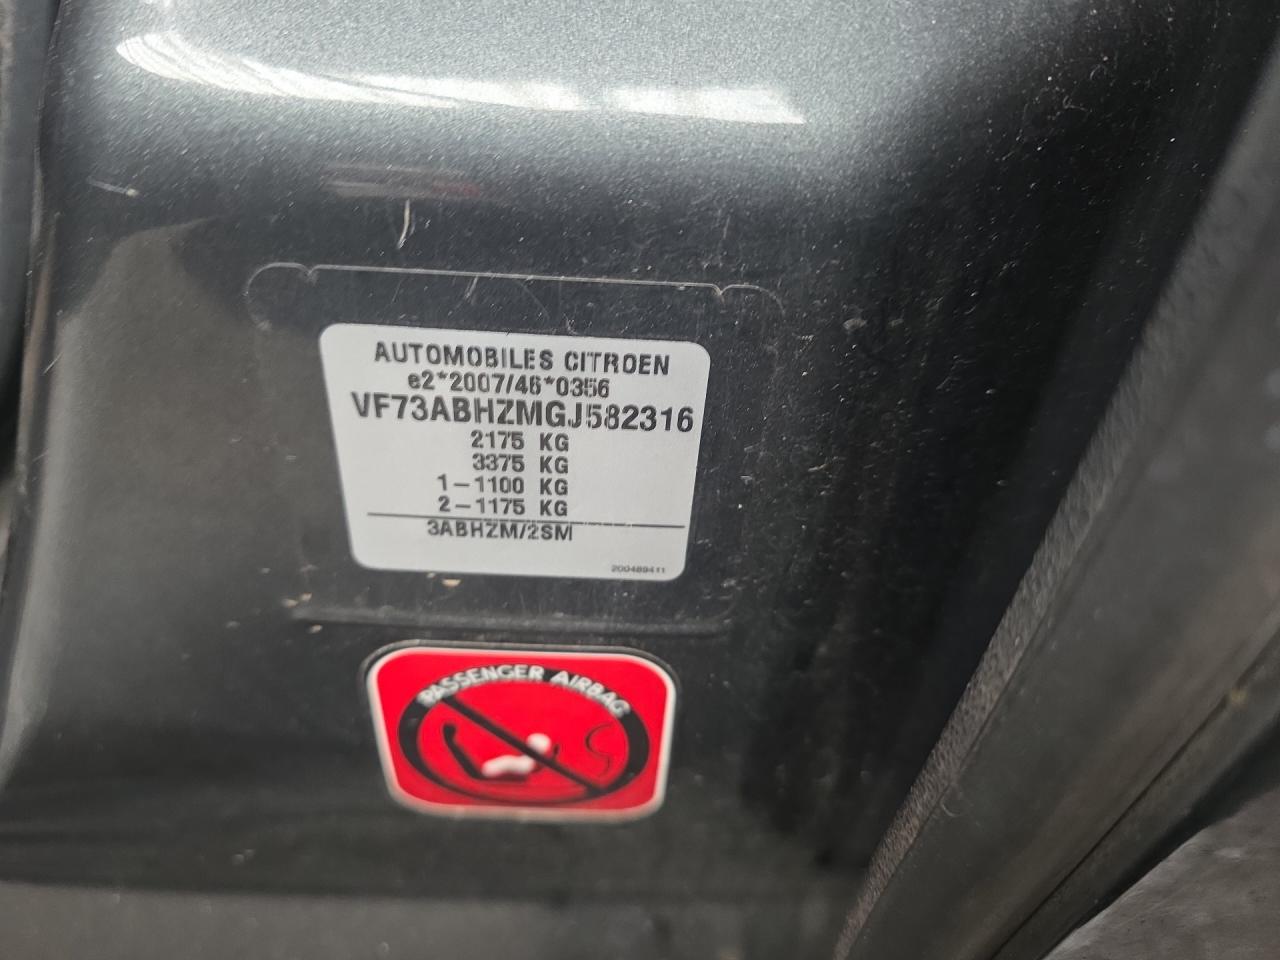 AUTOMOBILES CITROEN
e2*2007/46*0356
VF73ABHZMGJ582316
2175 KG
3375 KG
1-1100 KG
2-1175 KG
3ABHZM/2SM
200489411
PASSENGER AIRBAG